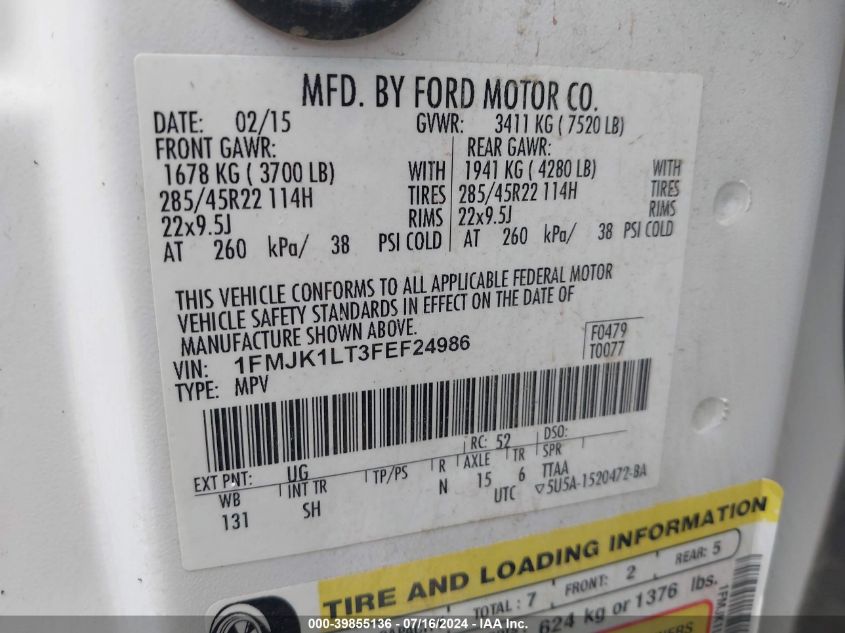 MFD. BY FORD MOTOR CO.
DATE: 02/15 GVWR: 3411 KG ( 7520 LB)
FRONT GAWR: REAR GAWR:
1678 KG ( 3700 LB) WITH 1941 KG ( 4280 LB) WITH
285/45R22 114H TIRES 285/45R22 114H TIRES
22x9.5J RIMS 22x9.5J RIMS
AT 260 kPa/ 38 PSI COLD AT 260 kPa/ 38 PSI COLD
THIS VEHICLE CONFORMS TO ALL APPLICABLE FEDERAL MOTOR
VEHICLE SAFETY STANDARDS IN EFFECT ON THE DATE OF
MANUFACTURE SHOWN ABOVE.
VIN: 1FMJK1LT3FEF24986
TYPE: MPV
F0479
T0077
RC: 52 DSO:
EXT PNT: UG
WB INT TR TP/PS R AXLE TR SPR
131 SH N 15 6 TTAA
UTC 5U5A-1520472-BA
TIRE AND LOADING INFORMATION
TOTAL : 7 FRONT: 2 REAR: 5
624 kg or 1376 lbs.
000-39855136 - 07/16/2024 - IAA Inc.